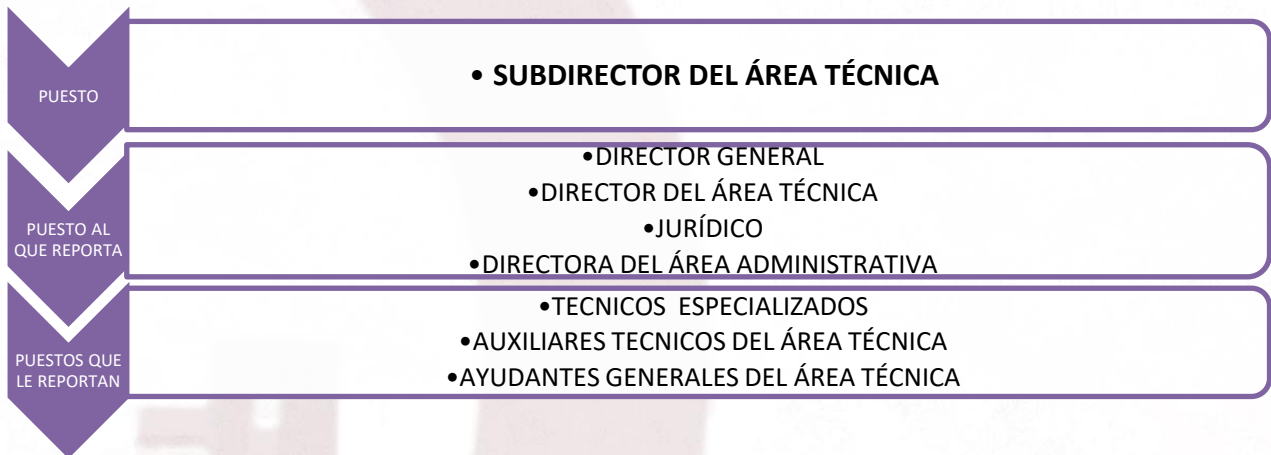 PUESTO
• SUBDIRECTOR DEL ÁREA TÉCNICA
PUESTO AL
QUE REPORTA
•DIRECTOR GENERAL
•DIRECTOR DEL ÁREA TÉCNICA
•JURÍDICO
•DIRECTORA DEL ÁREA ADMINISTRATIVA
PUESTOS QUE
LE REPORTAN
•TECNICOS  ESPECIALIZADOS
•AUXILIARES TECNICOS DEL ÁREA TÉCNICA
•AYUDANTES GENERALES DEL ÁREA TÉCNICA